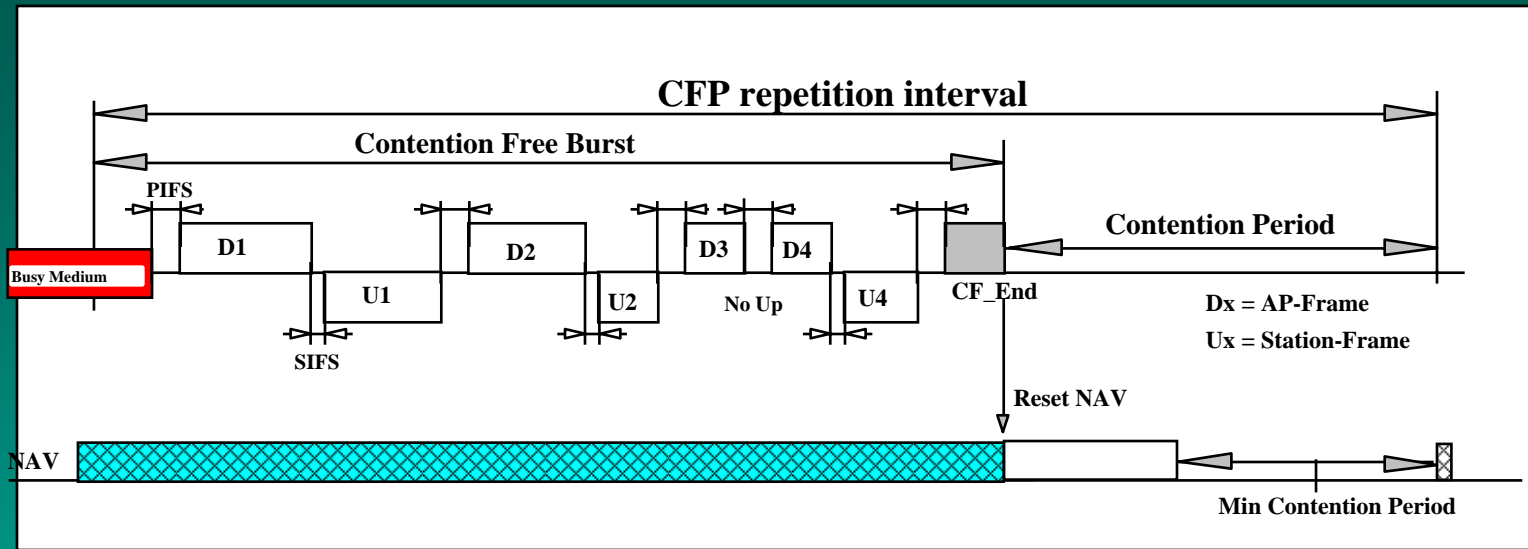 CFP repetition interval
Contention Free Burst
PIFS
Contention Period
D1
D2
D3
D4
Busy Medium
U1
U2
No Up
U4
CF_End
Dx = AP-Frame
Ux = Station-Frame
SIFS
Reset NAV
NAV
Min Contention Period